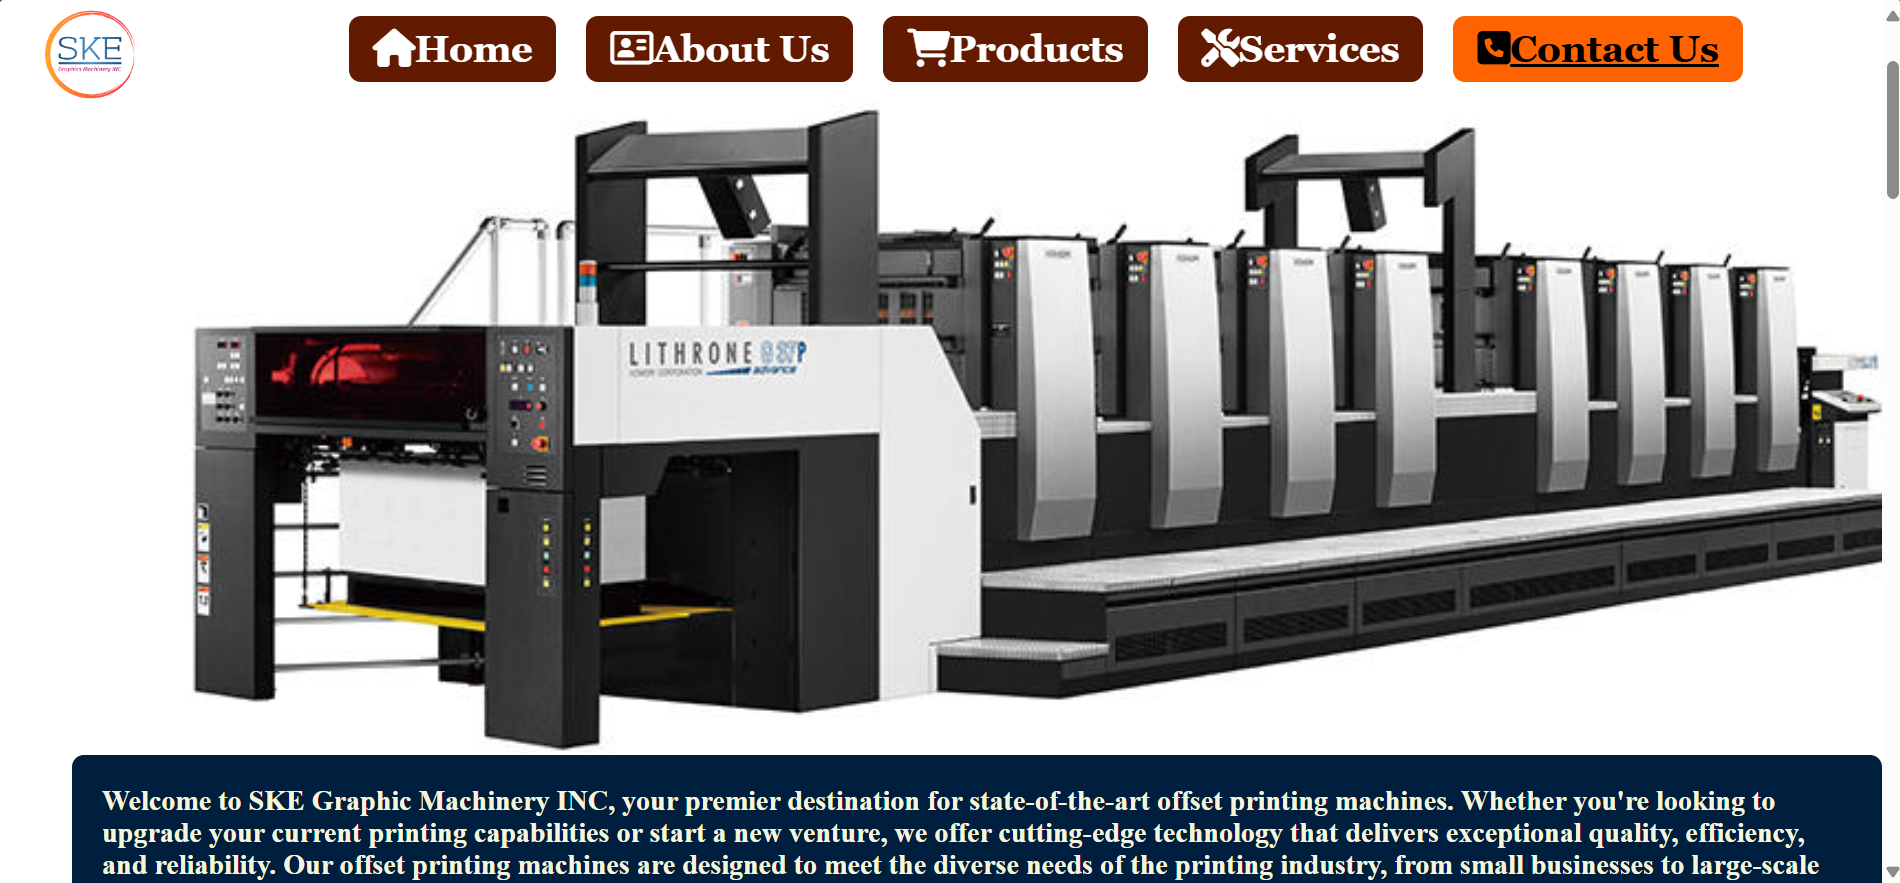 SKE
Graphics Machinery INC
Home
About Us
Products
Services
Contact Us
LITHRONE G37P
KOMORI CORPORATION advance
Welcome to SKE Graphic Machinery INC, your premier destination for state-of-the-art offset printing machines. Whether you're looking to
upgrade your current printing capabilities or start a new venture, we offer cutting-edge technology that delivers exceptional quality, efficiency,
and reliability. Our offset printing machines are designed to meet the diverse needs of the printing industry, from small businesses to large-scale